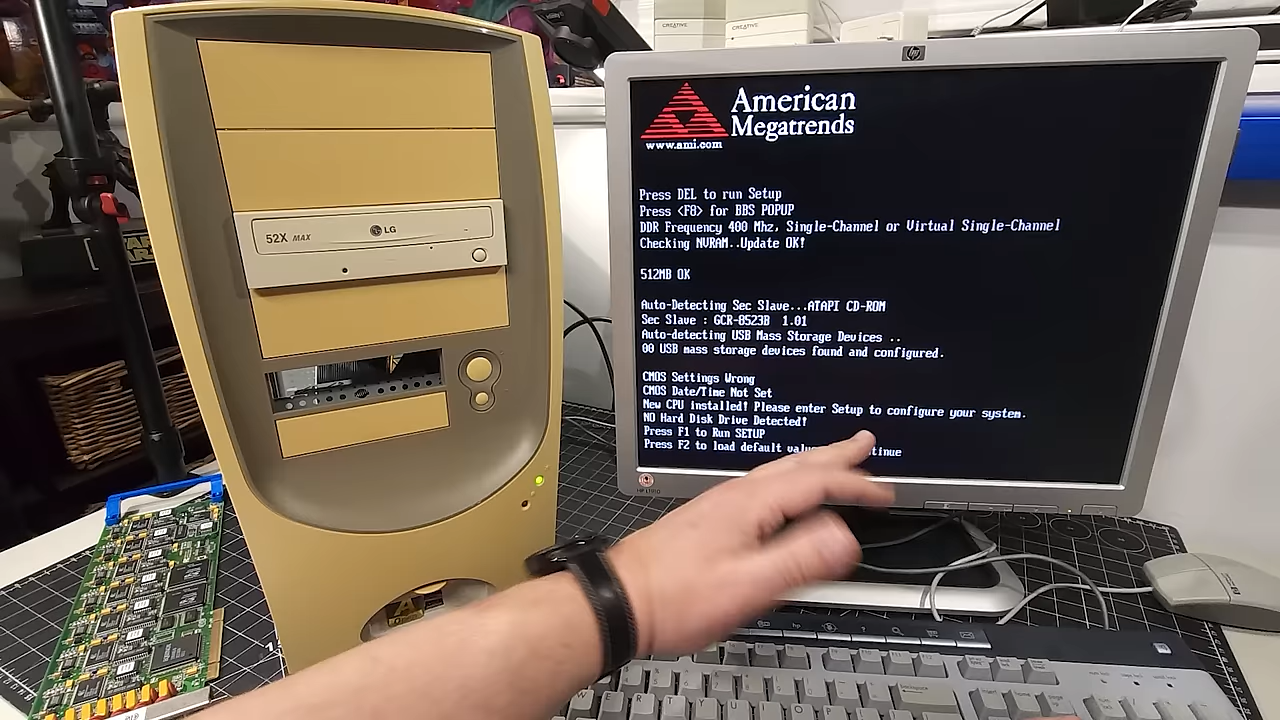 CREATIVE
CREATIVE
hp
52X MAX
LG
American
Megatrends
www.ami.com
Press DEL to run Setup
Press <F8> for BBS POPUP
DDR Frequency 400 Mhz, Single-Channel or Virtual Single-Channel
Checking NVRAM..Update OK!
512MB OK
Auto-Detecting Sec Slave...ATAPI CD-ROM
Sec Slave : GCR-8523B 1.01
Auto-detecting USB Mass Storage Devices ..
00 USB mass storage devices found and configured.
CMOS Settings Wrong
CMOS Date/Time Not Set
New CPU installed! Please enter Setup to configure your system.
NO Hard Disk Drive Detected!
Press F1 to Run SETUP
Press F2 to load default